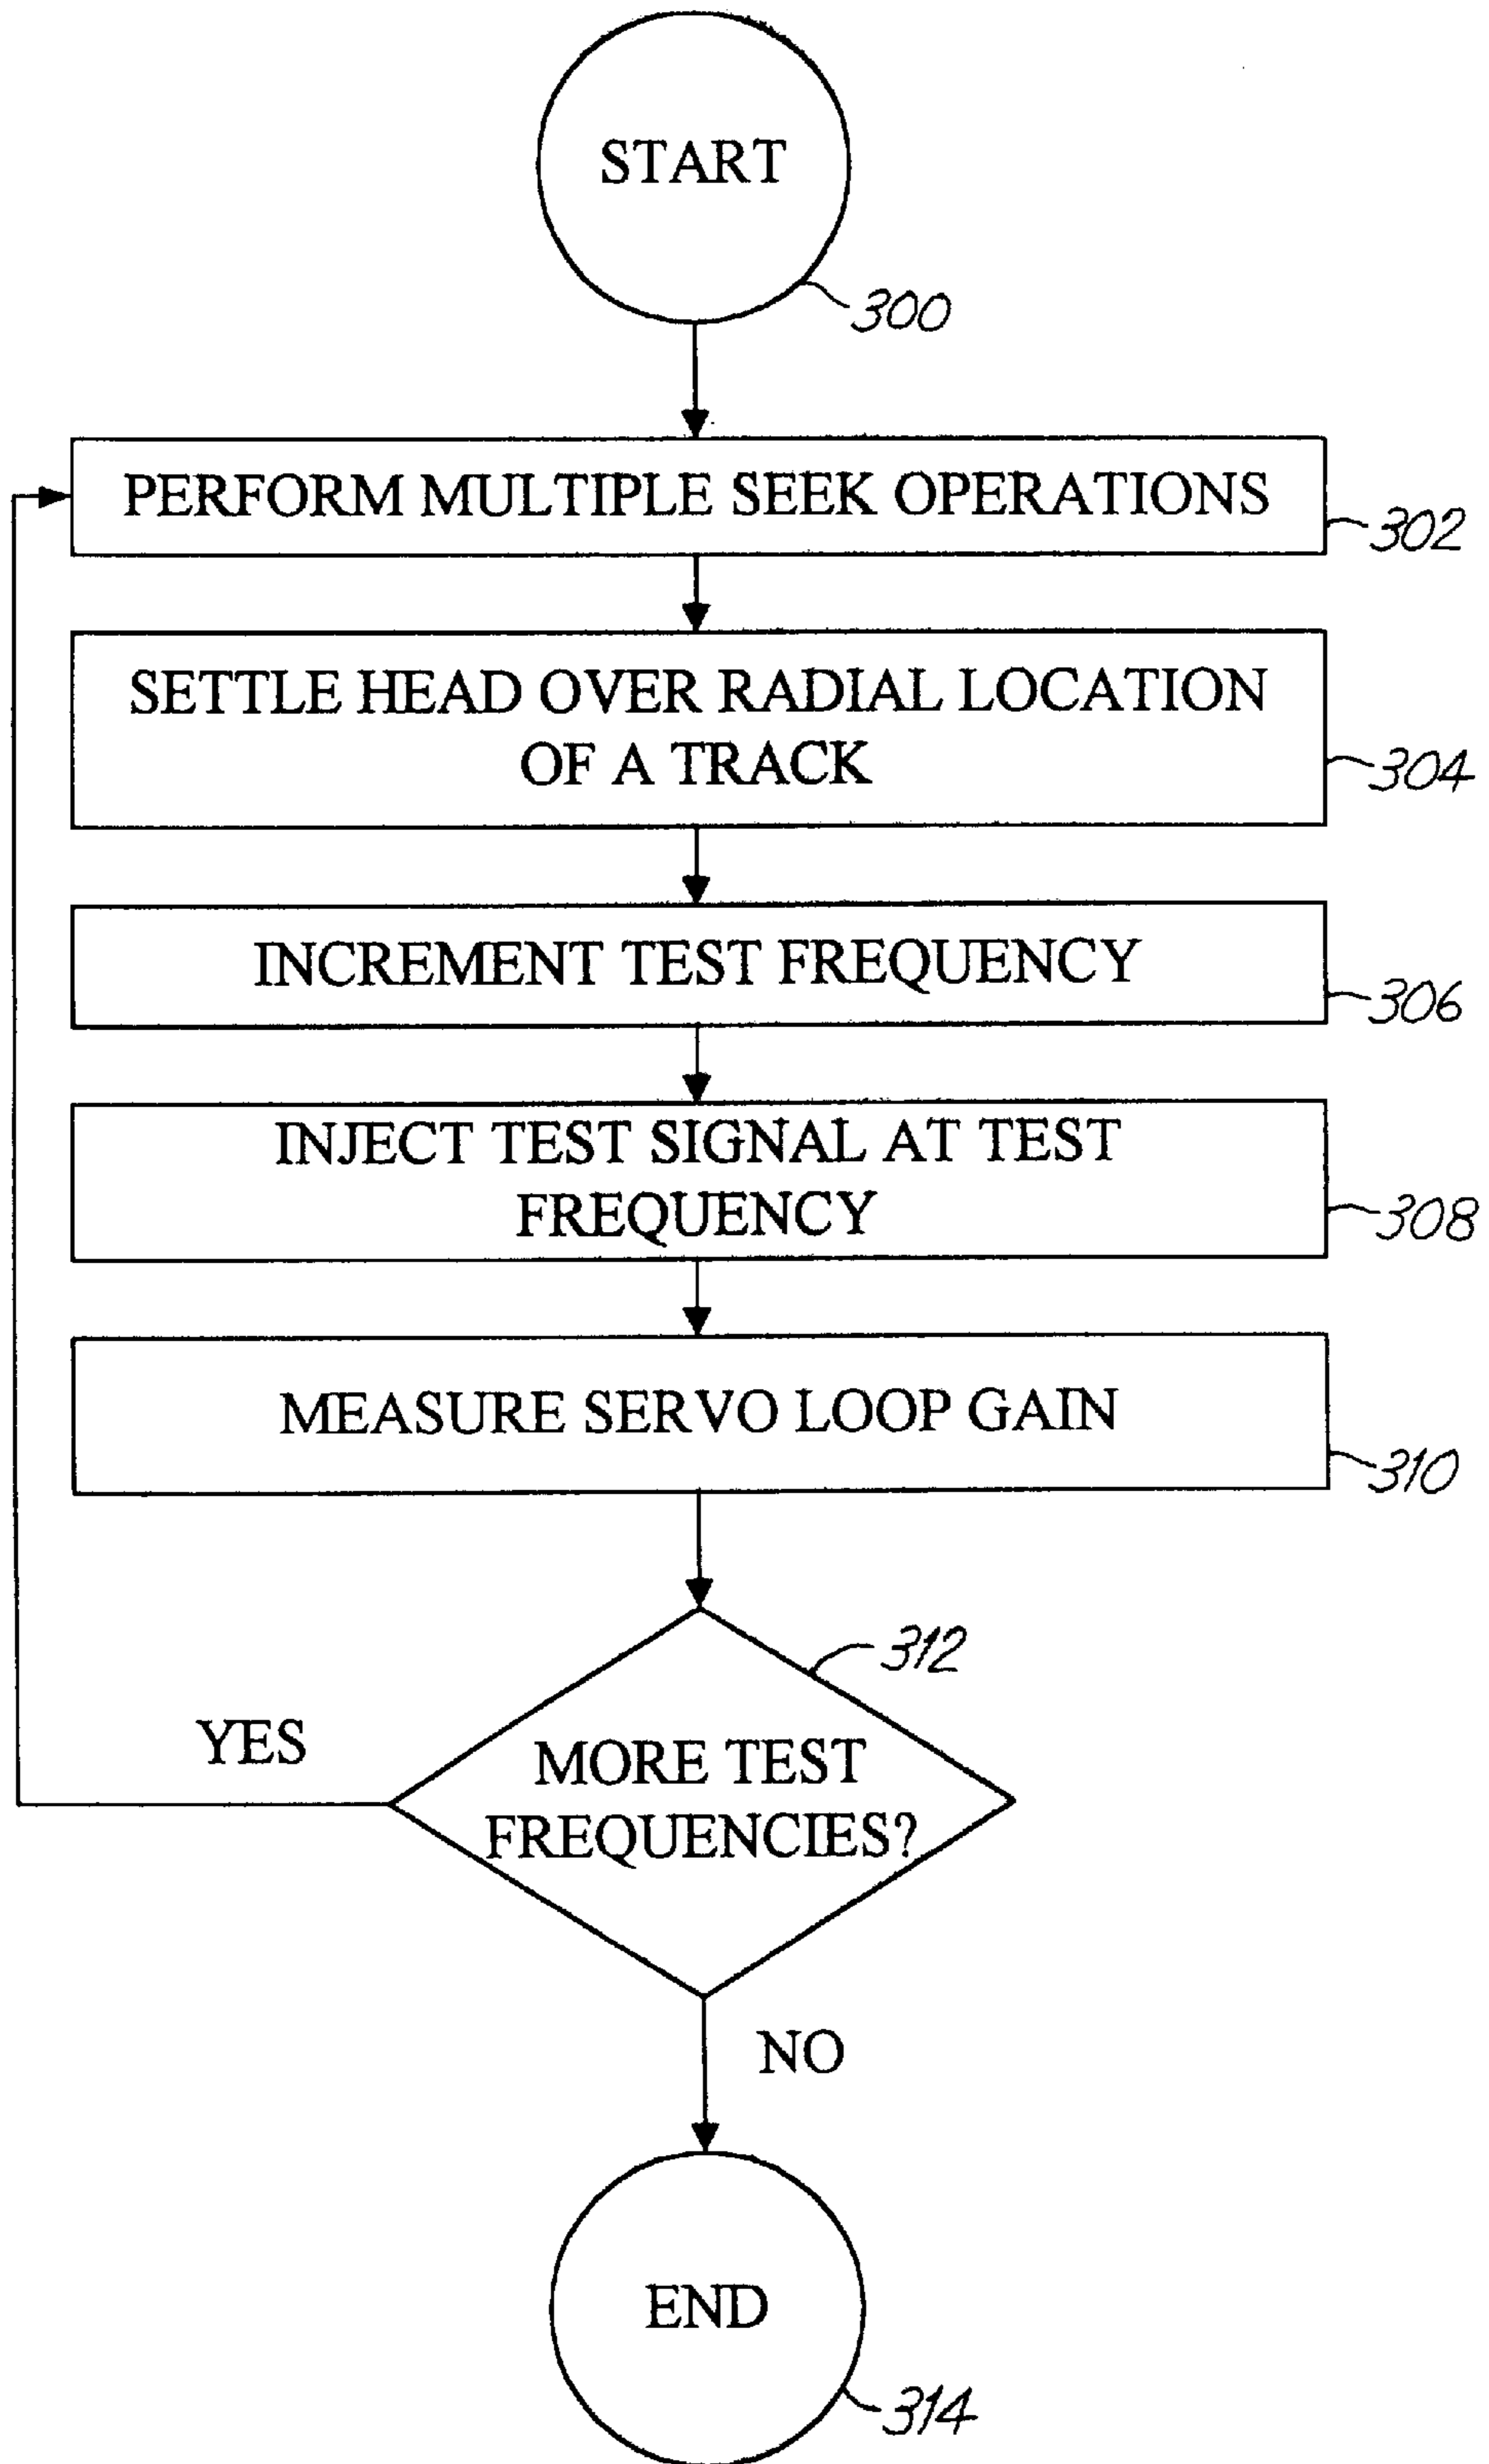 START
300
PERFORM MULTIPLE SEEK OPERATIONS
302
SETTLE HEAD OVER RADIAL LOCATION
OF A TRACK
304
INCREMENT TEST FREQUENCY
306
INJECT TEST SIGNAL AT TEST
FREQUENCY
308
MEASURE SERVO LOOP GAIN
310
312
YES
MORE TEST
FREQUENCIES?
NO
END
314